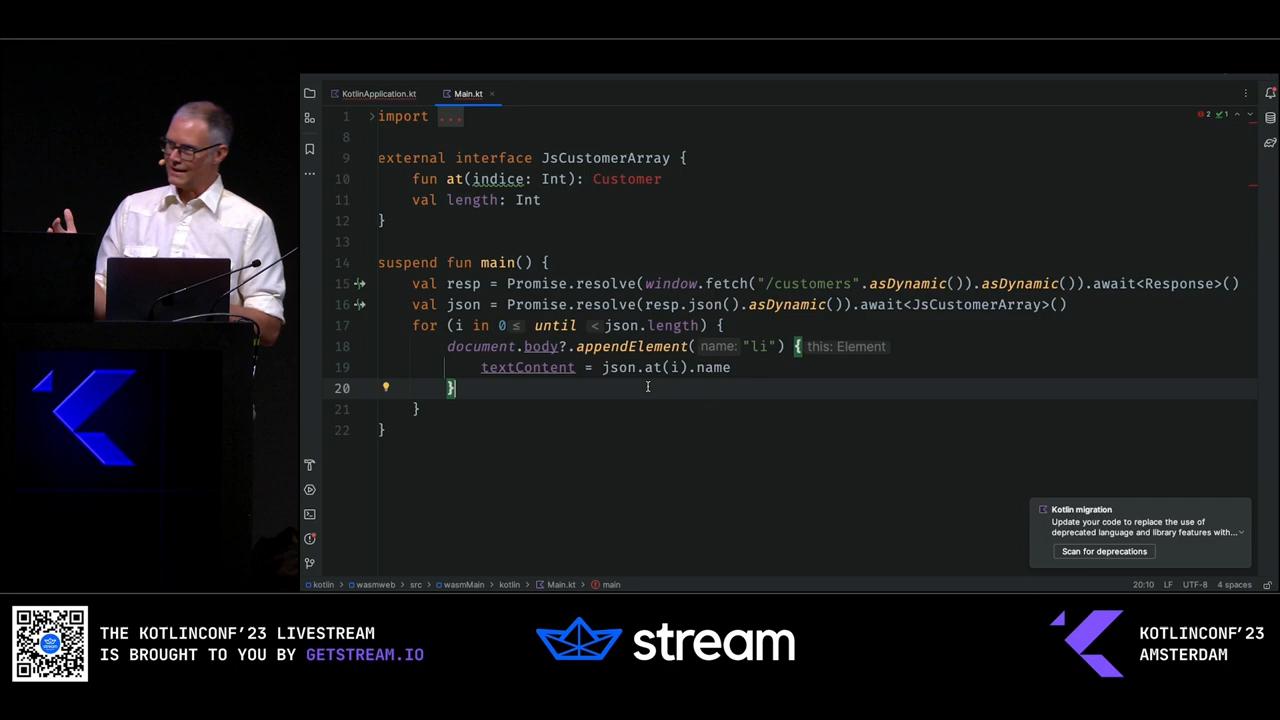 KotlinApplication.kt
Main.kt
1 import ...
2 1
8
9 external interface JsCustomerArray {
10 fun at(indice: Int): Customer
11 val length: Int
12 }
13
14 suspend fun main() {
15 val resp = Promise.resolve(window.fetch("/customers".asDynamic()).asDynamic()).await<Response>()
16 val json = Promise.resolve(resp.json().asDynamic()).await<JsCustomerArray>()
17 for (i in 0 ≤ until < json.length) {
18 document.body?.appendElement( name: "li") { this: Element
19 textContent = json.at(i).name
20 }
21 }
22 }
Kotlin migration
Update your code to replace the use of
deprecated language and library features with...
Scan for deprecations
kotlin wasmweb src wasmMain kotlin Main.kt main
20:10 LF UTF-8 4 spaces
THE KOTLINCONF'23 LIVESTREAM
IS BROUGHT TO YOU BY GETSTREAM.IO
stream
KOTLINCONF'23
AMSTERDAM